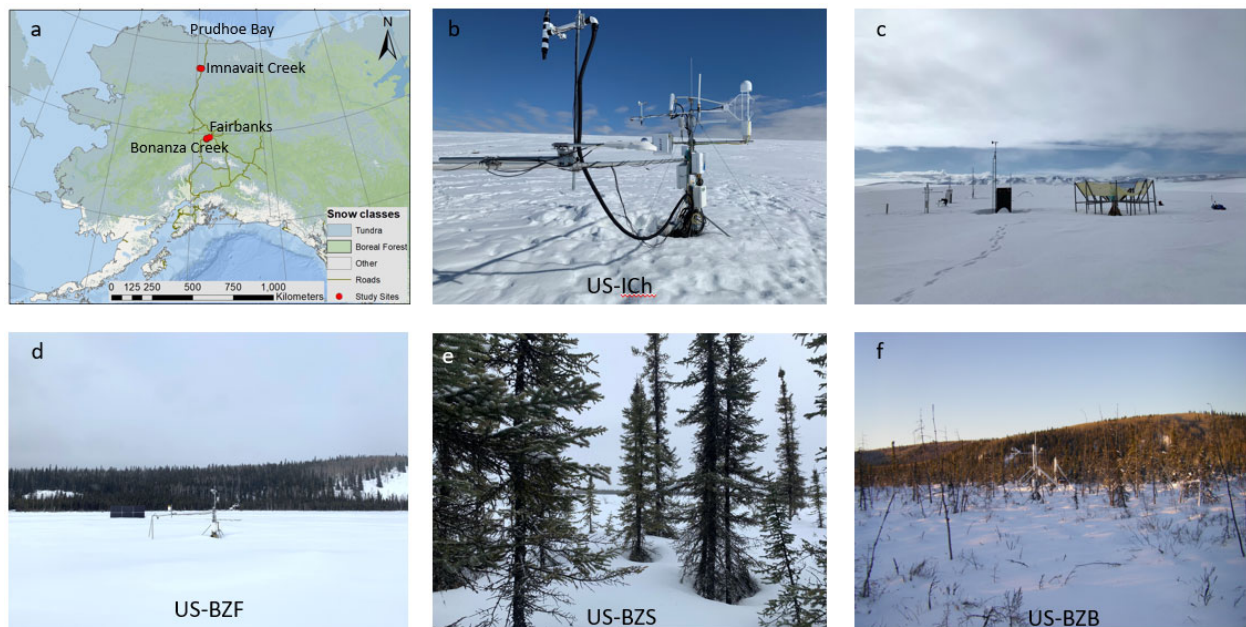 a
Prudhoe Bay
N
Imnavait Creek
Fairbanks
Bonanza Creek
Snow classes
Tundra
Boreal Forest
Other
Roads
Study Sites
0 125 250 500 750 1,000
Kilometers
b
US-ICh
c
d
US-BZF
e
US-BZS
f
US-BZB